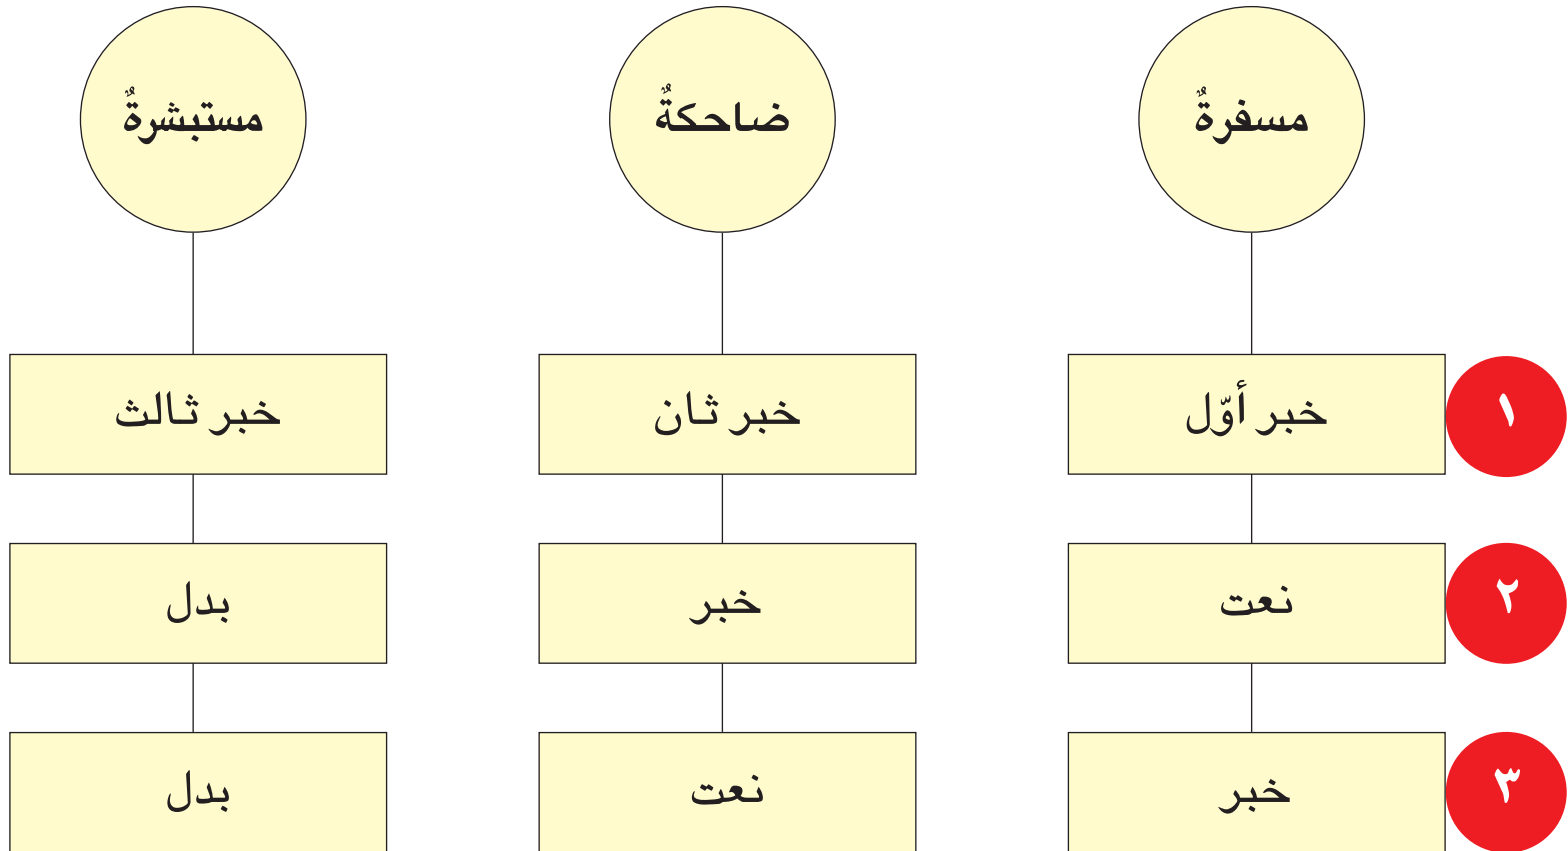 مسفرةٌ
ضاحكةٌ
مستبشرةٌ
١
خبر أوّل
خبر ثان
خبر ثالث
٢
نعت
خبر
بدل
٣
خبر
نعت
بدل